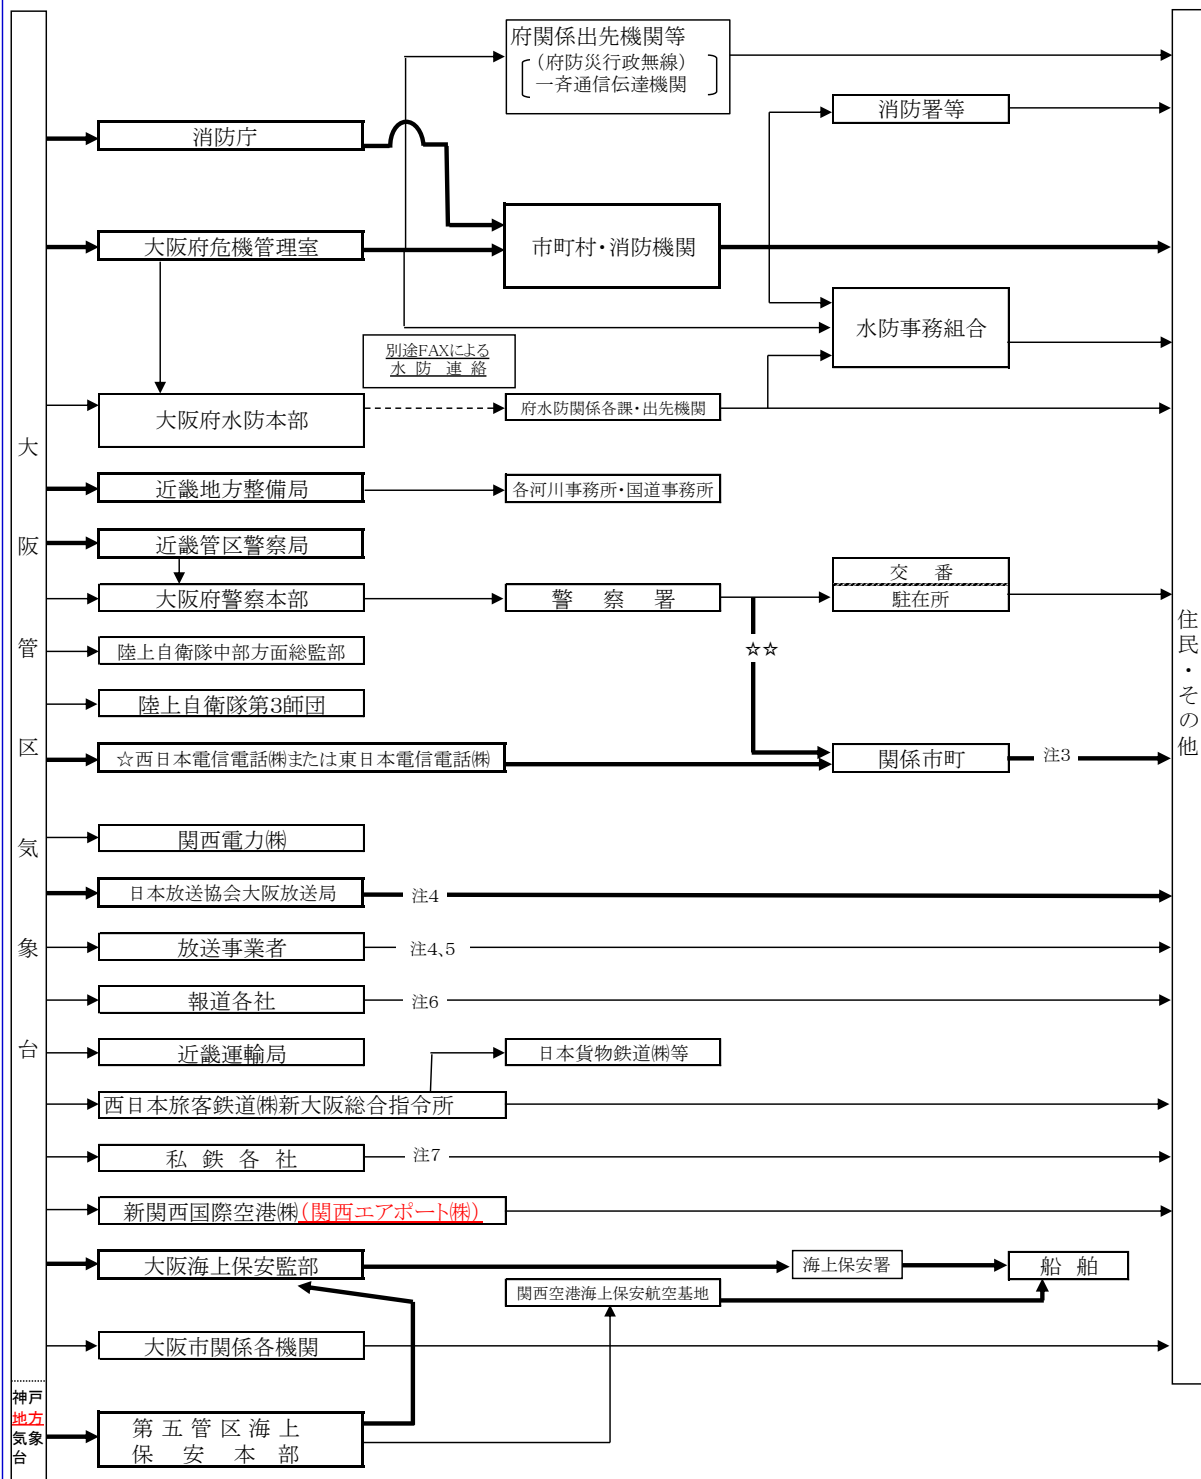 府関係出先機関等
(府防災行政無線)
一斉通信伝達機関
消防署等
消防庁
大阪府危機管理室
市町村・消防機関
水防事務組合
別途FAXによる
水 防 連 絡
大阪府水防本部
府水防関係各課・出先機関
近畿地方整備局
各河川事務所・国道事務所
近畿管区警察局
大阪府警察本部
警 察 署
交 番
駐在所
陸上自衛隊中部方面総監部
☆☆
陸上自衛隊第3師団
☆西日本電信電話㈱または東日本電信電話㈱
関係市町
注3
関西電力㈱
日本放送協会大阪放送局
注4
放送事業者
注4、5
報道各社
注6
近畿運輸局
日本貨物鉄道㈱等
西日本旅客鉄道㈱新大阪総合指令所
私 鉄 各 社
注7
新関西国際空港㈱(関西エアポート㈱)
大阪海上保安監部
海上保安署
船 舶
関西空港海上保安航空基地
大阪市関係各機関
第 五 管 区 海 上
保 安 本 部
大阪管区気象台
神戸
地方
気象
台
住民・その他